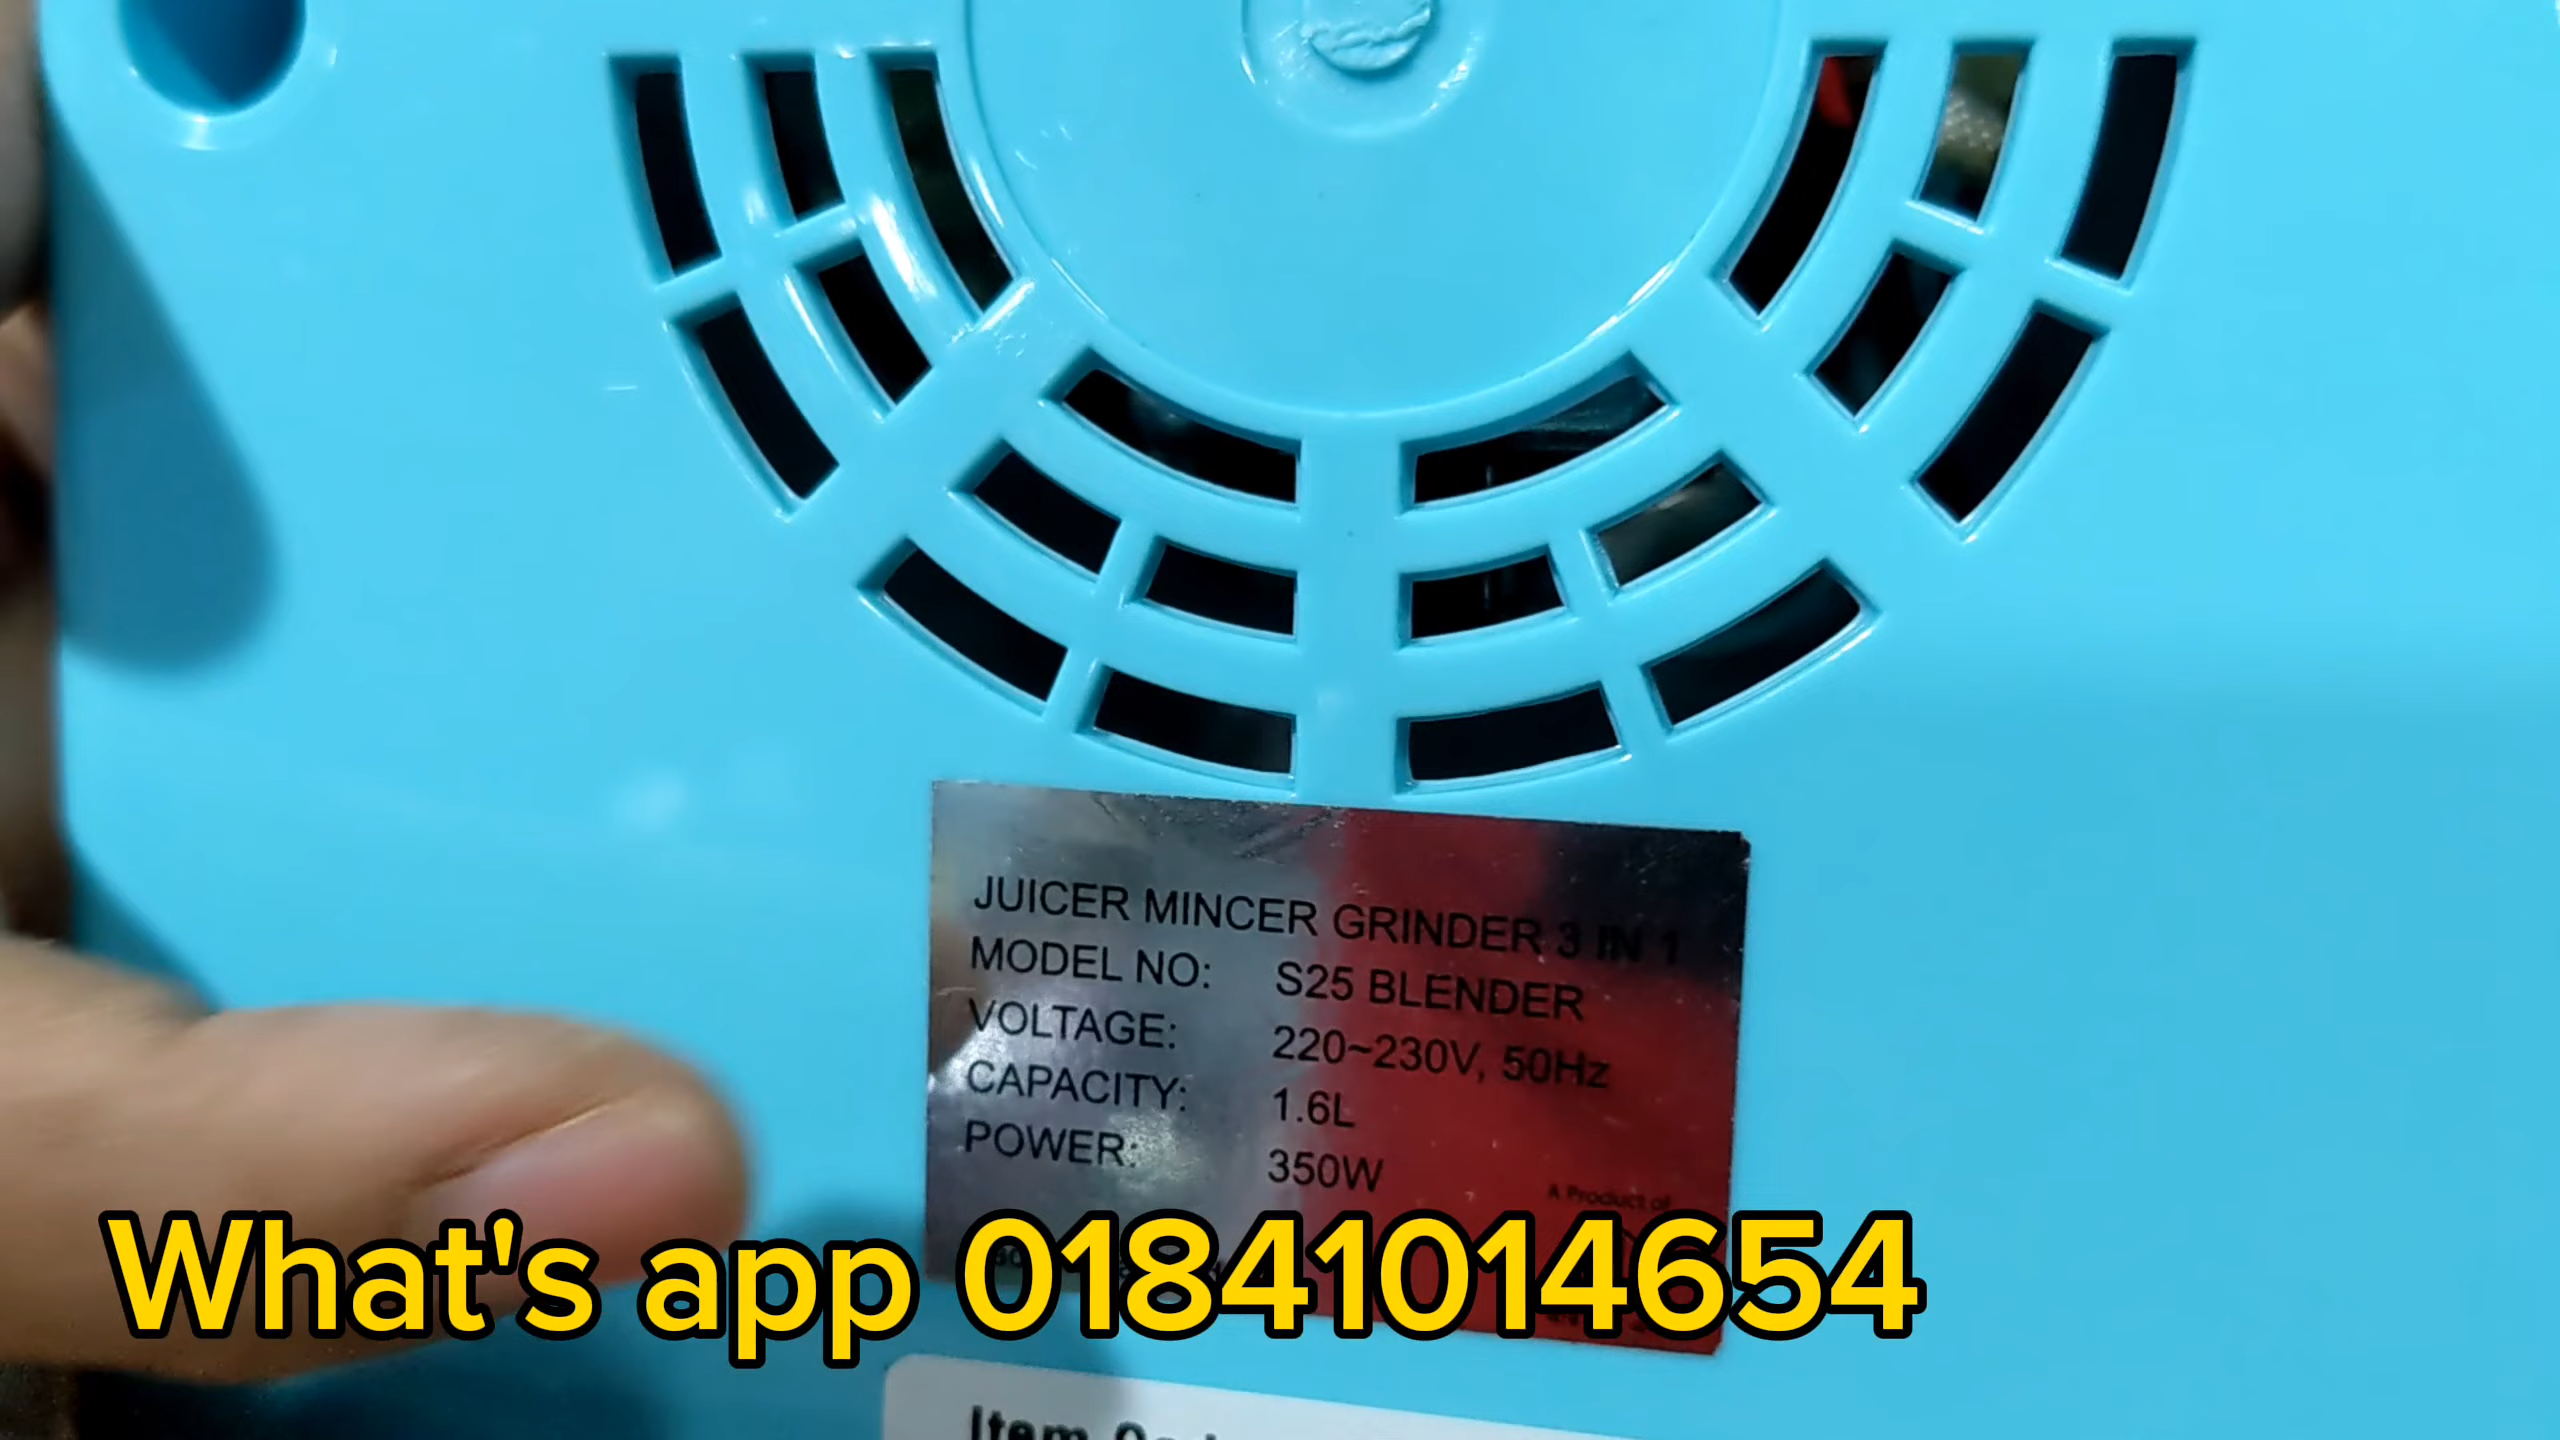 JUICER MINCER GRINDER 3 IN 1
MODEL NO: S25 BLENDER
VOLTAGE: 220~230V, 50Hz
CAPACITY: 1.6L
POWER: 350W
A Product of
What's app 01841014654
Item